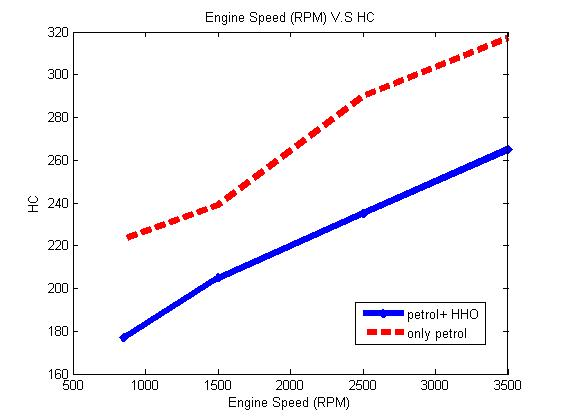 Engine Speed (RPM) V.S HC
320
300
280
260
240
220
200
180
160
HC
petrol+ HHO
only petrol
500 1000 1500 2000 2500 3000 3500
Engine Speed (RPM)